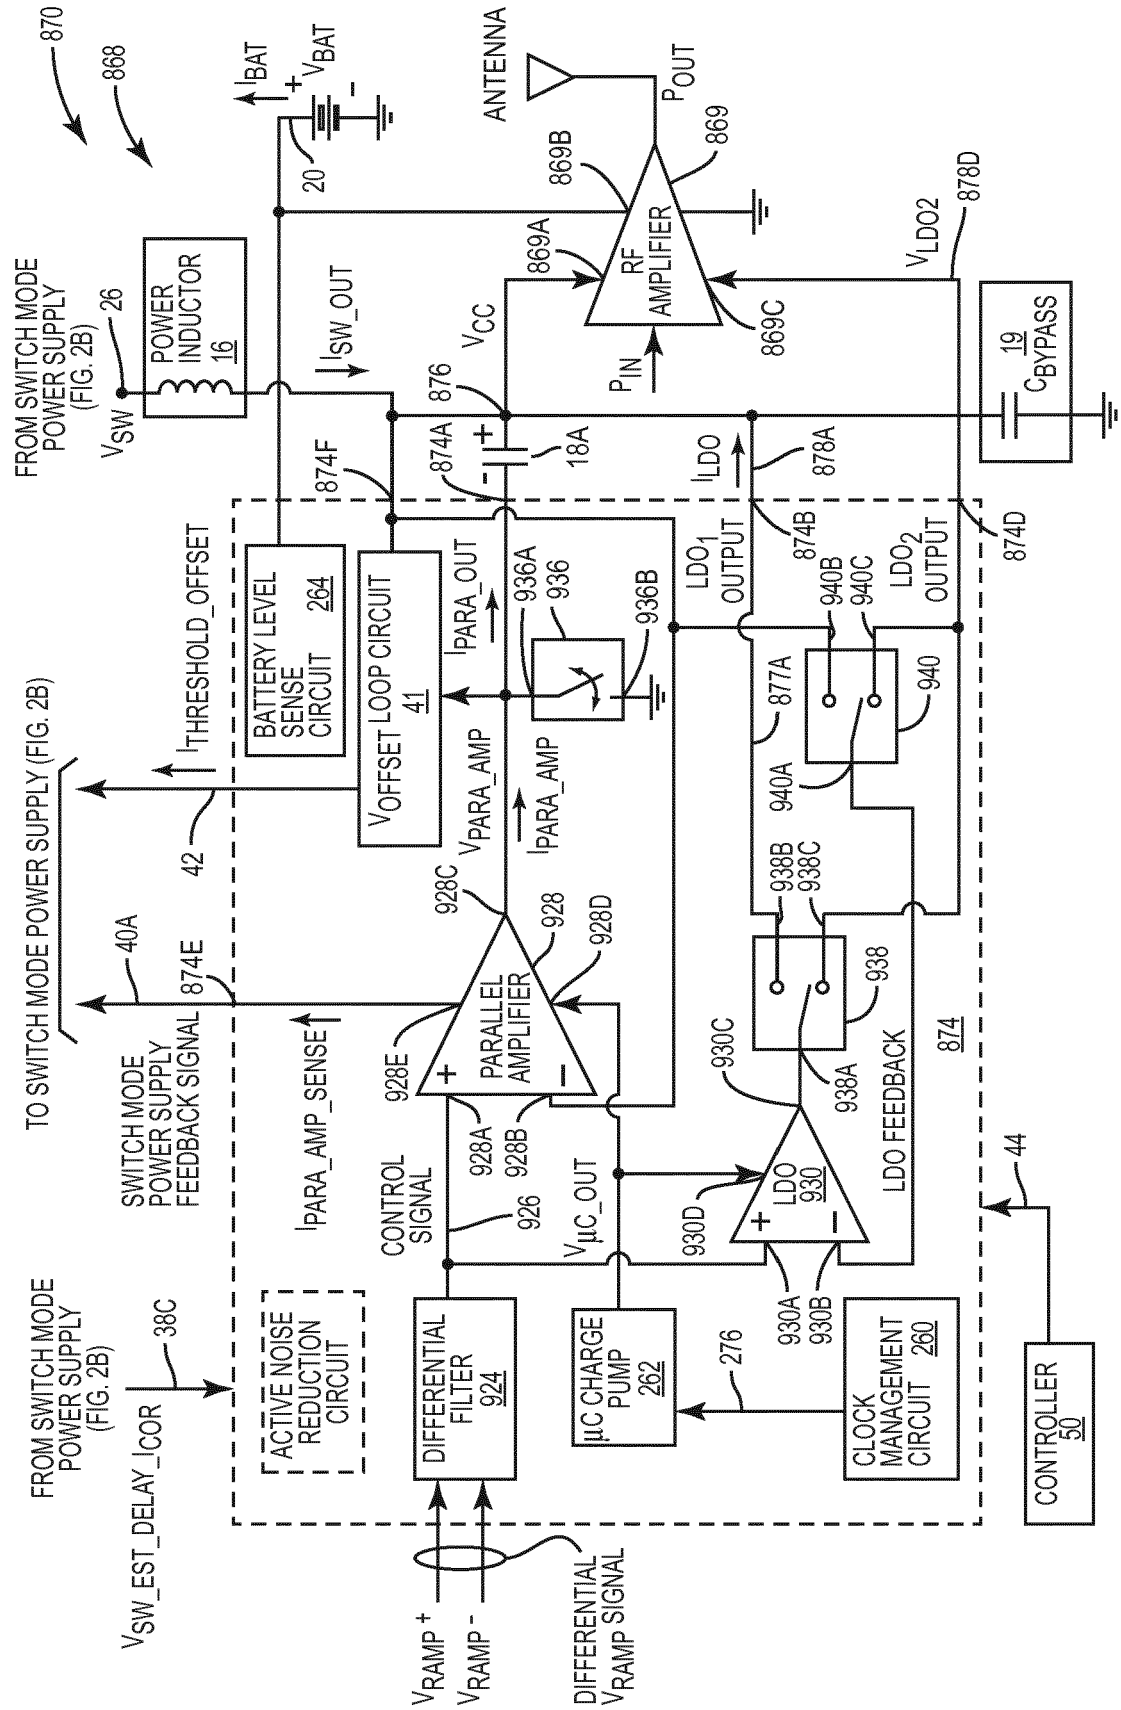 870
868
FROM SWITCH MODE
POWER SUPPLY
(FIG. 2B)
26
VSW
POWER
INDUCTOR
16
ISW_OUT
IBAT
+
VBAT
-
20
ANTENNA
POUT
869B
869
869A
RF
AMPLIFIER
869C
PIN
VCC
876
VLDO2
878D
19
CBYPASS
874F
874A
+
-
18A
ILDO
878A
874B
874D
LDO1
OUTPUT
LDO2
OUTPUT
TO SWITCH MODE POWER SUPPLY (FIG. 2B)
ITHRESHOLD_OFFSET
42
BATTERY LEVEL
SENSE
CIRCUIT
264
VOFFSET LOOP CIRCUIT
41
IPARA_OUT
936A
936
936B
VPARA_AMP
IPARA_AMP
877A
940B
940C
940
940A
938B
938C
938
938A
874
40A
874E
SWITCH MODE
POWER SUPPLY
FEEDBACK SIGNAL
IPARA_AMP_SENSE
928C
928
928D
928E
PARALLEL
AMPLIFIER
+
-
928A
928B
CONTROL
SIGNAL
926
VμC_OUT
930C
930D
LDO
930
+
-
930A
930B
LDO FEEDBACK
44
FROM SWITCH MODE
POWER SUPPLY
(FIG. 2B)
38C
VSW_EST_DELAY_ICOR
ACTIVE NOISE
REDUCTION
CIRCUIT
DIFFERENTIAL
FILTER
924
μC CHARGE
PUMP
262
276
CLOCK
MANAGEMENT
CIRCUIT 260
CONTROLLER
50
VRAMP+
VRAMP-
DIFFERENTIAL
VRAMP SIGNAL